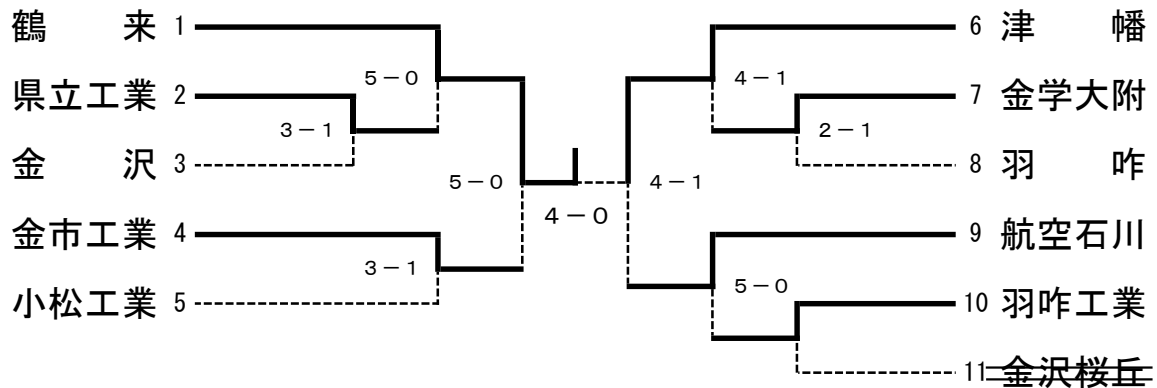 鶴来 1
県立工業 2
金沢 3
金市工業 4
小松工業 5
5－0
3－1
5－0
3－1
4－0
4－1
2－1
4－1
5－0
6 津幡
7 金学大附
8 羽咋
9 航空石川
10 羽咋工業
11 金沢桜丘